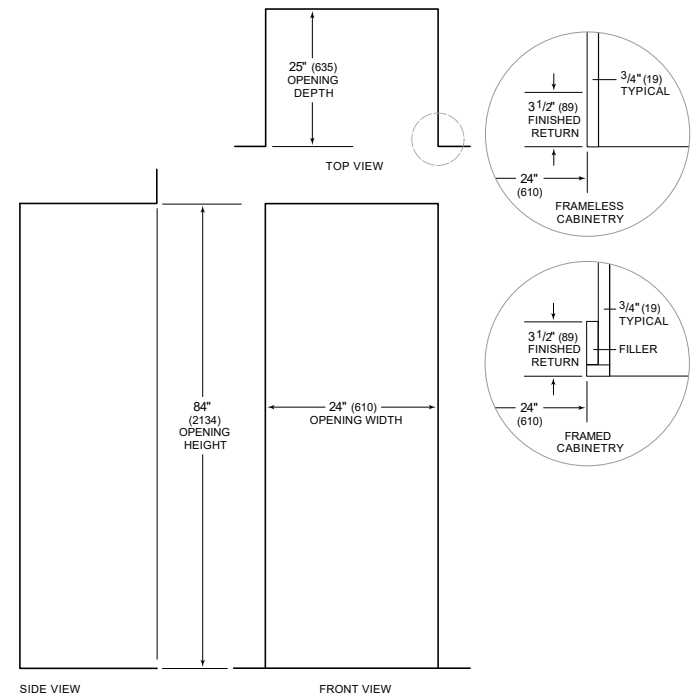 25" (635)
OPENING
DEPTH
TOP VIEW
3/4" (19)
TYPICAL
3 1/2" (89)
FINISHED
RETURN
24"
(610)
FRAMELESS
CABINETRY
3/4" (19)
TYPICAL
3 1/2" (89)
FINISHED
RETURN
FILLER
24"
(610)
FRAMED
CABINETRY
84"
(2134)
OPENING
HEIGHT
24" (610)
OPENING WIDTH
SIDE VIEW
FRONT VIEW